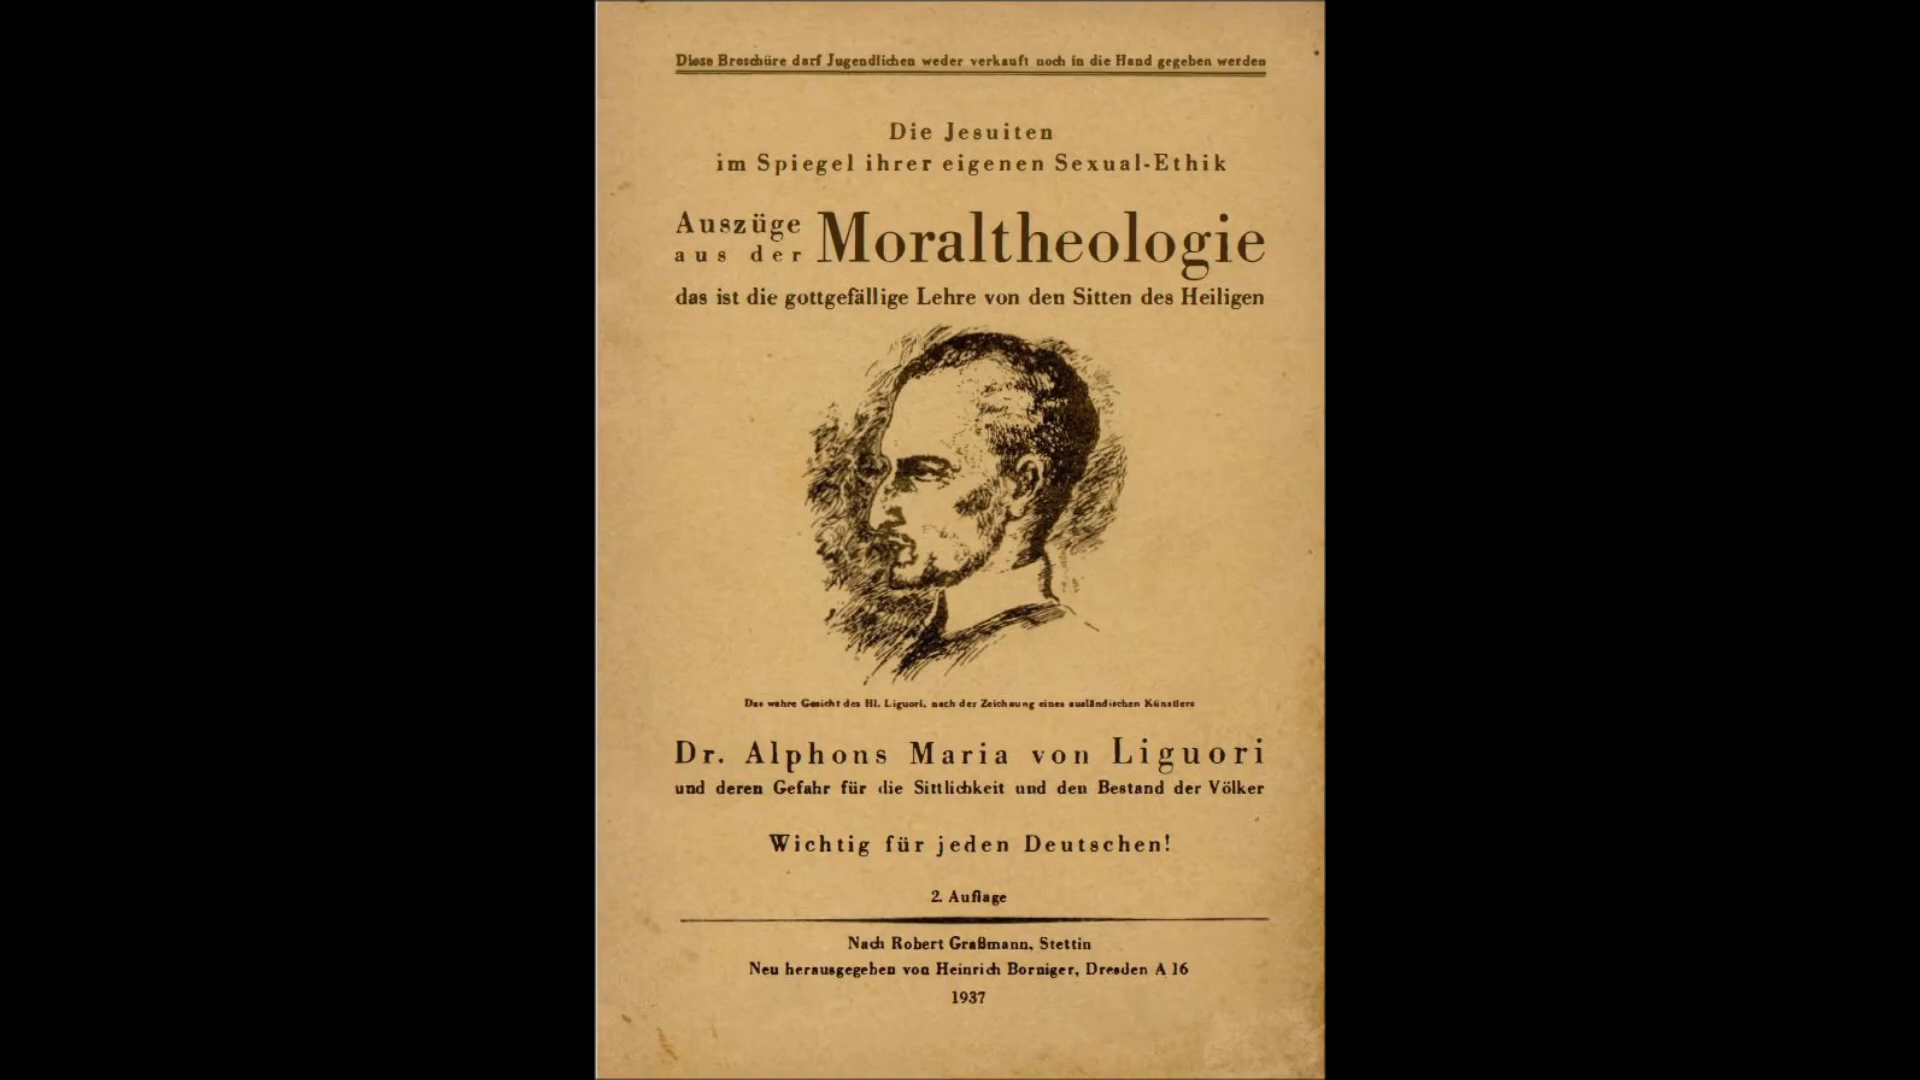 Diese Broschüre darf Jugendlichen weder verkauft noch in die Hand gegeben werden
Die Jesuiten
im Spiegel ihrer eigenen Sexual-Ethik
Auszüge
aus der Moraltheologie
das ist die gottgefällige Lehre von den Sitten des Heiligen
Das wahre Gesicht des Hl. Liguori, nach der Zeichnung eines ausländischen Künstlers
Dr. Alphons Maria von Liguori
und deren Gefahr für die Sittlichkeit und den Bestand der Völker
Wichtig für jeden Deutschen!
2. Auflage
Nach Robert Graßmann, Stettin
Neu herausgegeben von Heinrich Borniger, Dresden A 16
1937